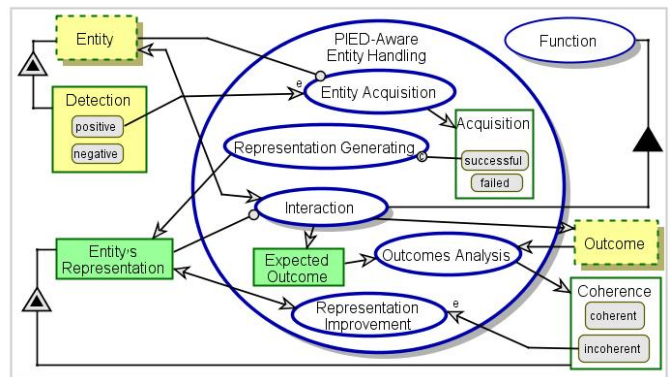 Entity
PIED-Aware
Entity Handling
Function
e
Entity Acquisition
Detection
positive
negative
Acquisition
successful
failed
Representation Generating
c
Interaction
Entity's
Representation
Expected
Outcome
Outcomes Analysis
Outcome
Coherence
coherent
incoherent
Representation
Improvement
e